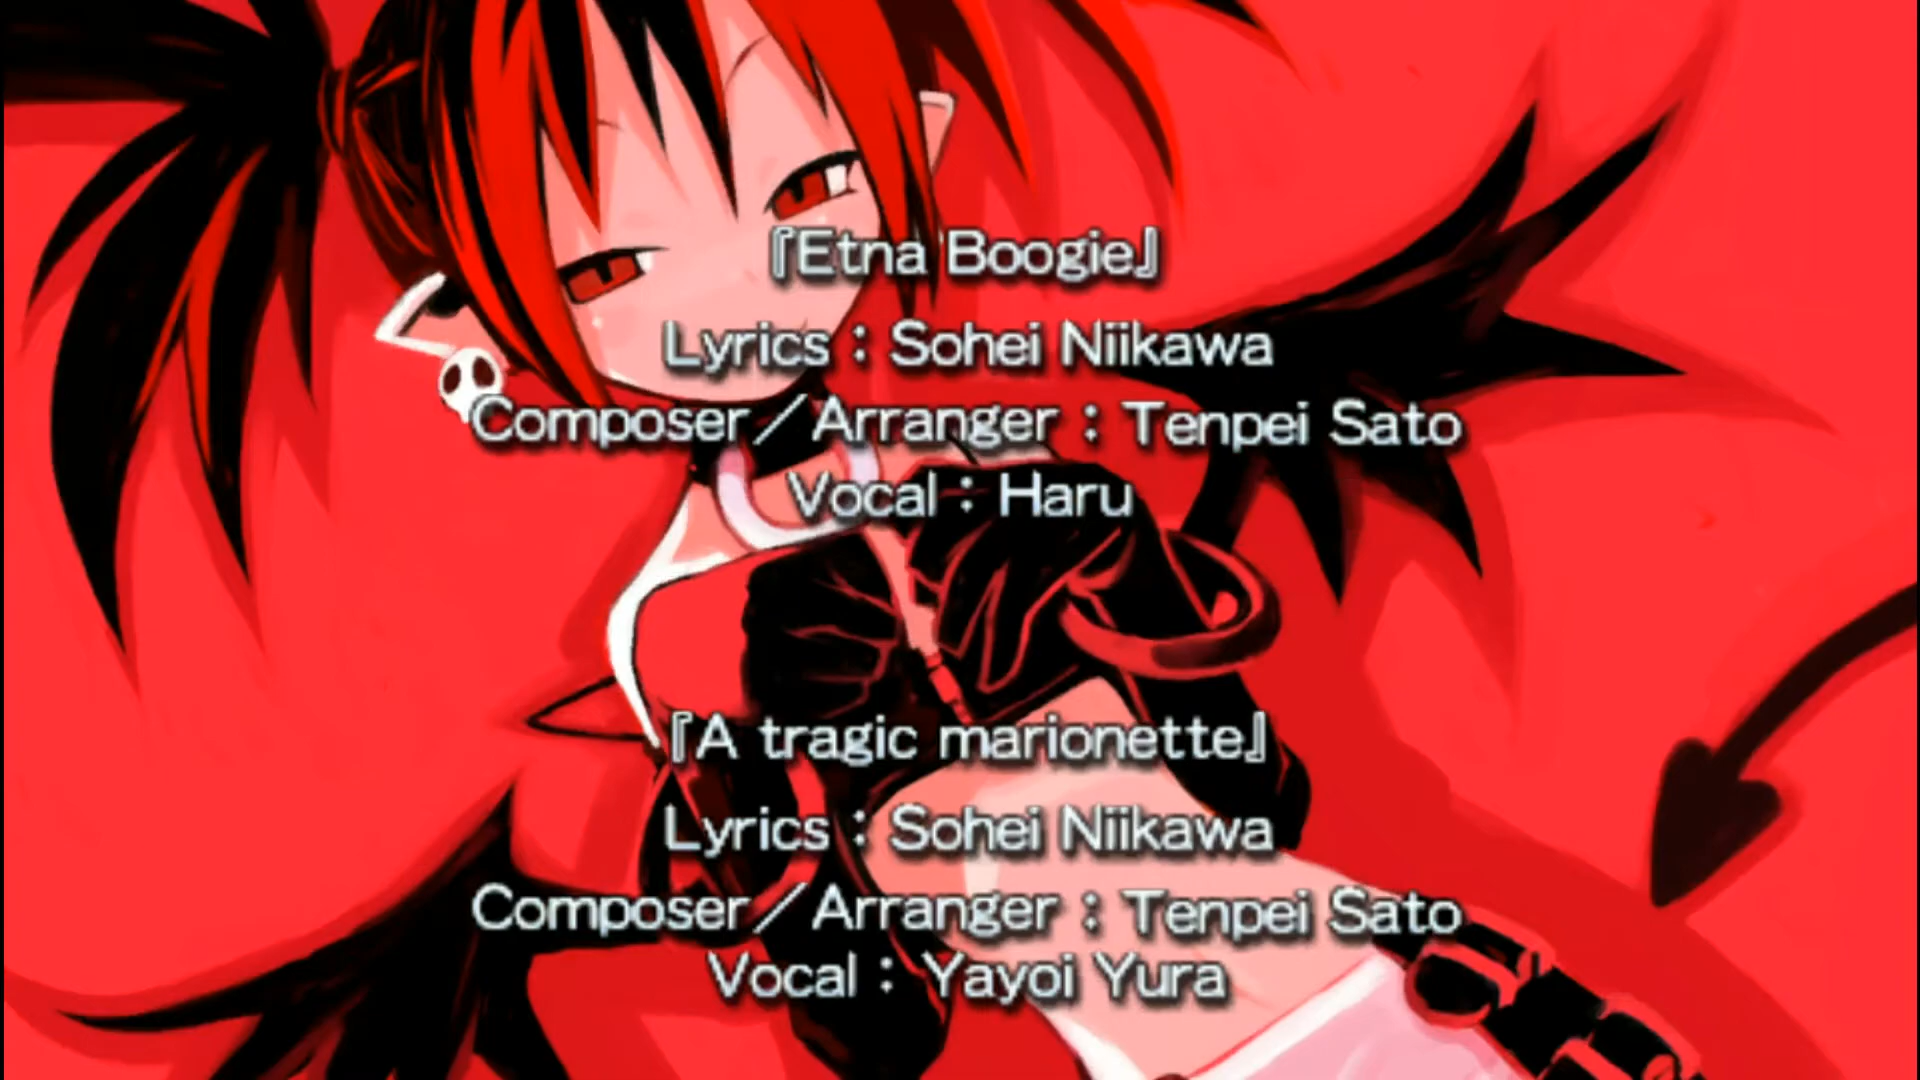 『Etna Boogie』
Lyrics：Sohei Niikawa
Composer／Arranger：Tenpei Sato
Vocal：Haru
『A tragic marionette』
Lyrics：Sohei Niikawa
Composer／Arranger：Tenpei Sato
Vocal：Yayoi Yura